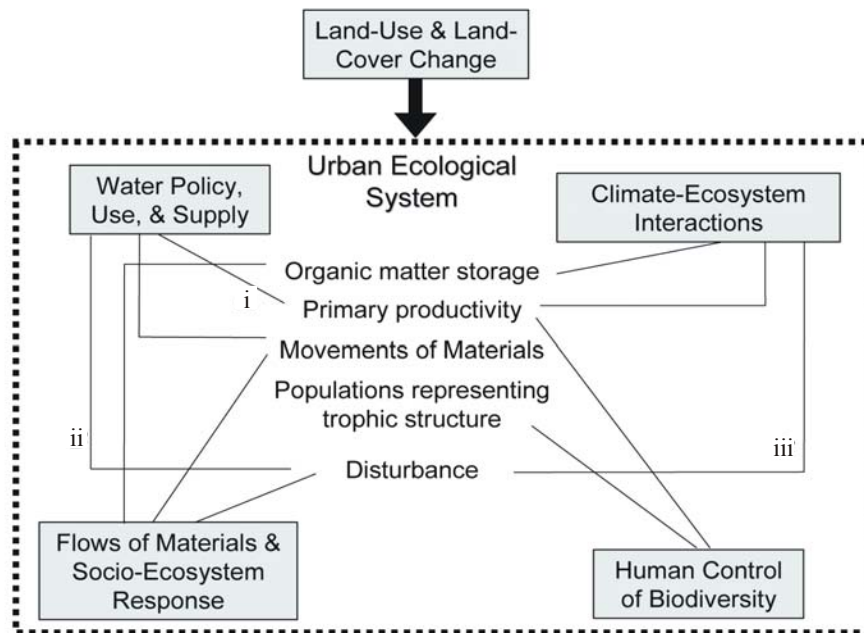 Land-Use & Land-
Cover Change
Urban Ecological
System
Water Policy,
Use, & Supply
Climate-Ecosystem
Interactions
Organic matter storage
i
Primary productivity
Movements of Materials
Populations representing
trophic structure
ii
iii
Disturbance
Flows of Materials &
Socio-Ecosystem
Response
Human Control
of Biodiversity